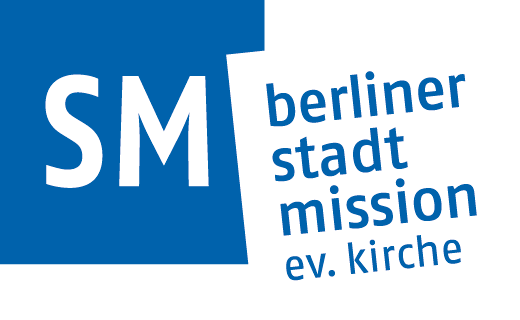 SM
berliner
stadt
mission
ev. kirche